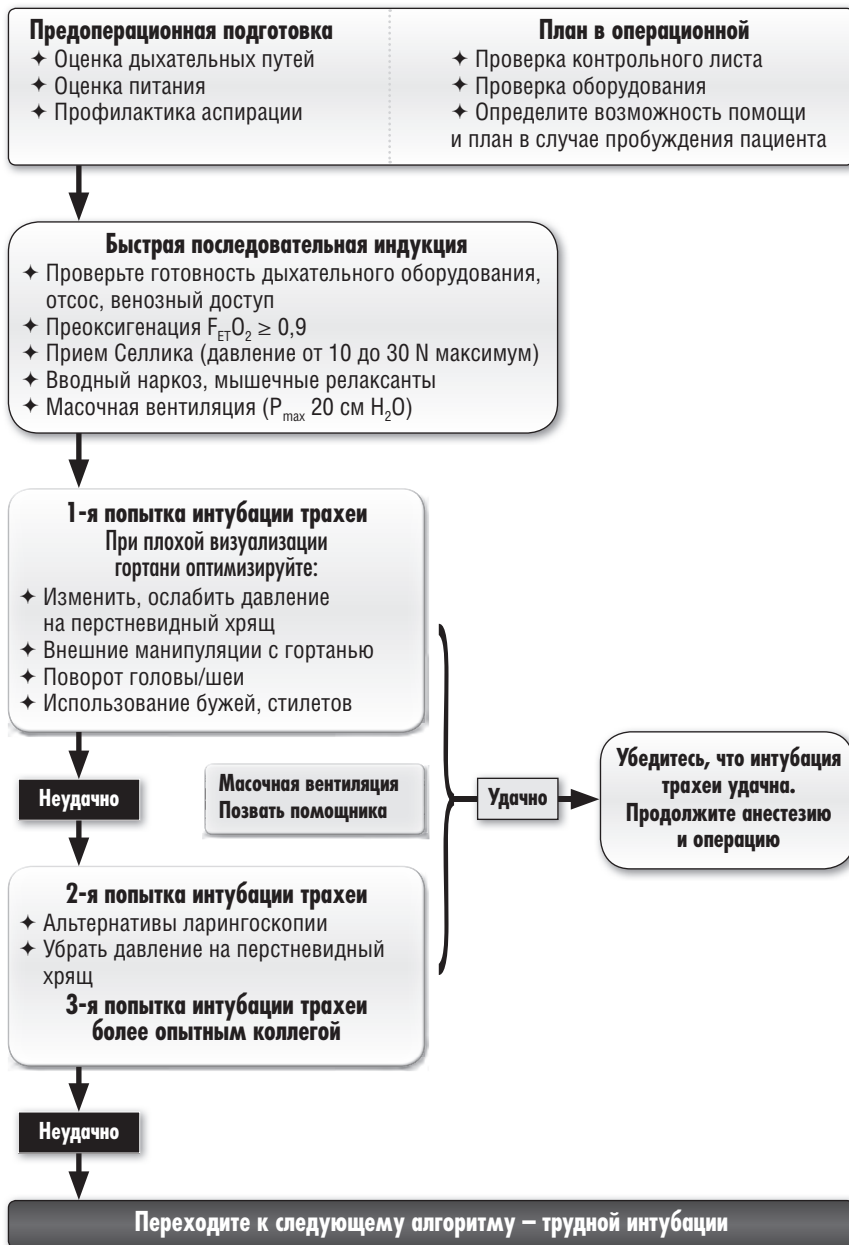 Предоперационная подготовка
✦ Оценка дыхательных путей
✦ Оценка питания
✦ Профилактика аспирации
План в операционной
✦ Проверка контрольного листа
✦ Проверка оборудования
✦ Определите возможность помощи
и план в случае пробуждения пациента
Быстрая последовательная индукция
✦ Проверьте готовность дыхательного оборудования,
отсос, венозный доступ
✦ Преоксигенация F_ETO₂ ≥ 0,9
✦ Прием Селлика (давление от 10 до 30 N максимум)
✦ Вводный наркоз, мышечные релаксанты
✦ Масочная вентиляция (P_max 20 см H₂O)
1-я попытка интубации трахеи
При плохой визуализации
гортани оптимизируйте:
✦ Изменить, ослабить давление
на перстневидный хрящ
✦ Внешние манипуляции с гортанью
✦ Поворот головы/шеи
✦ Использование бужей, стилетов
Неудачно
Масочная вентиляция
Позвать помощника
Удачно
Убедитесь, что интубация
трахеи удачна.
Продолжите анестезию
и операцию
2-я попытка интубации трахеи
✦ Альтернативы ларингоскопии
✦ Убрать давление на перстневидный
хрящ
3-я попытка интубации трахеи
более опытным коллегой
Неудачно
Переходите к следующему алгоритму – трудной интубации